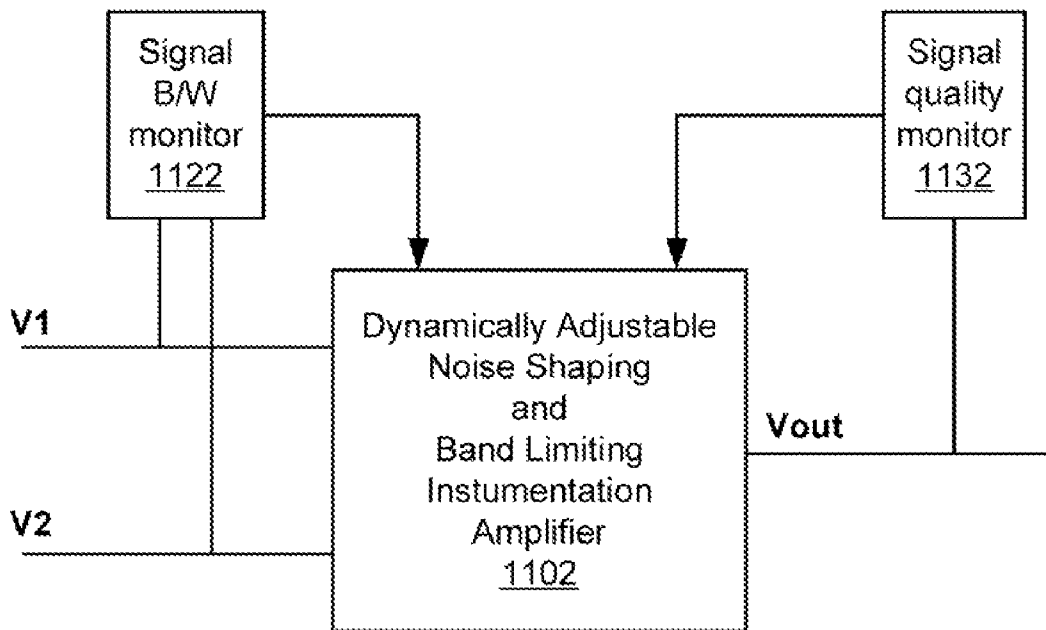 Signal
B/W
monitor
1122
Signal
quality
monitor
1132
V1
V2
Dynamically Adjustable
Noise Shaping
and
Band Limiting
Instumentation
Amplifier
1102
Vout